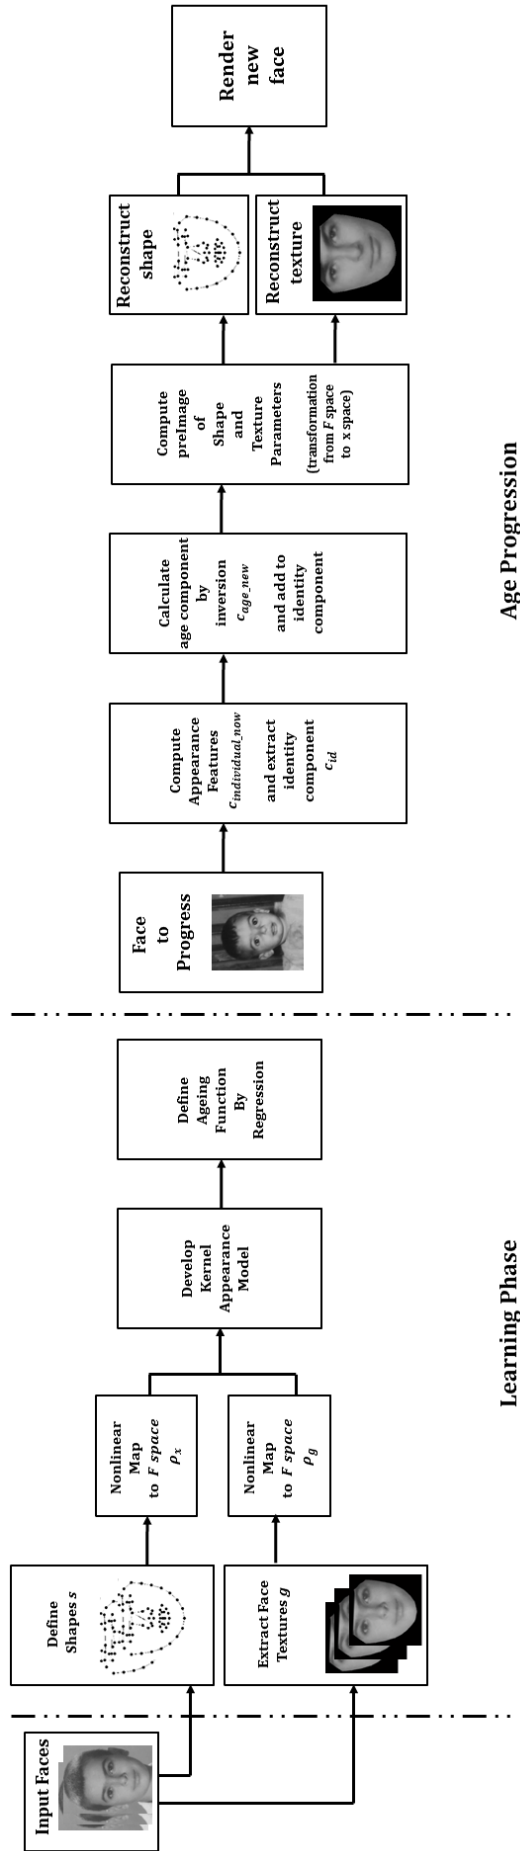 Input Faces
Define
Shapes s
Extract Face
Textures g
Nonlinear
Map
to F space
ρx
Nonlinear
Map
to F space
ρg
Develop
Kernel
Appearance
Model
Define
Ageing
Function
By
Regression
Learning Phase
Face
to
Progress
Compute
Appearance
Features
c_individual_now
and extract
identity
component
c_id
Calculate
age component
by
inversion
c_age_new
and add to
identity
component
Compute
preImage
of
Shape
and
Texture
Parameters
(transformation
from F space
to x space)
Reconstruct
shape
Reconstruct
texture
Render
new
face
Age Progression